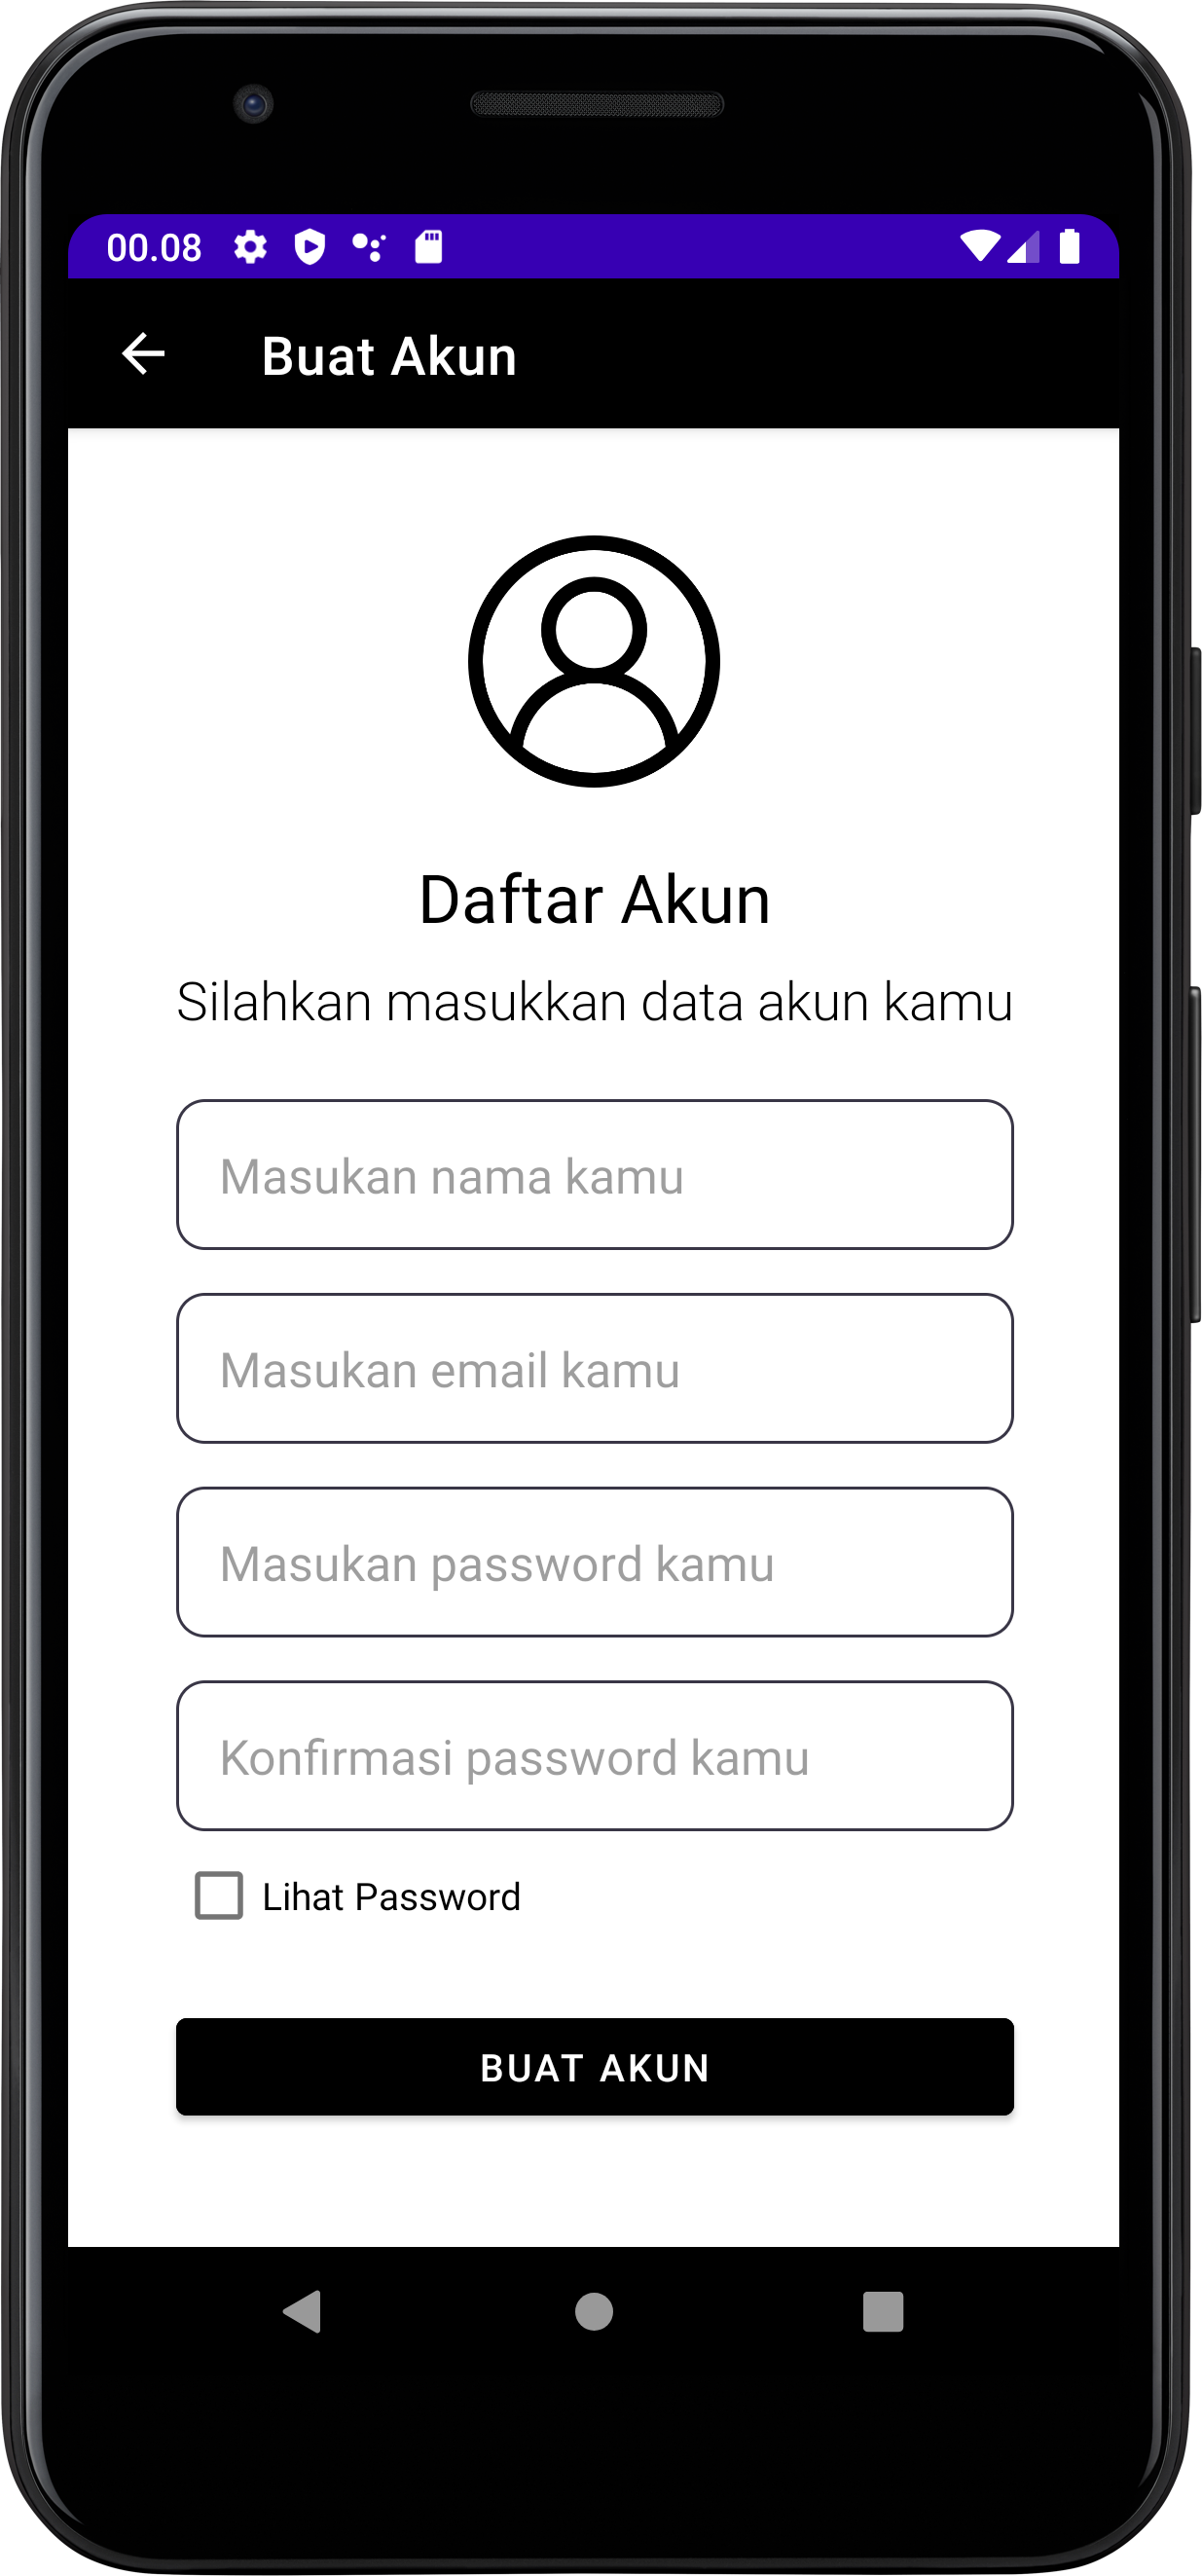 00.08
Buat Akun
Daftar Akun
Silahkan masukkan data akun kamu
Masukan nama kamu
Masukan email kamu
Masukan password kamu
Konfirmasi password kamu
Lihat Password
BUAT AKUN